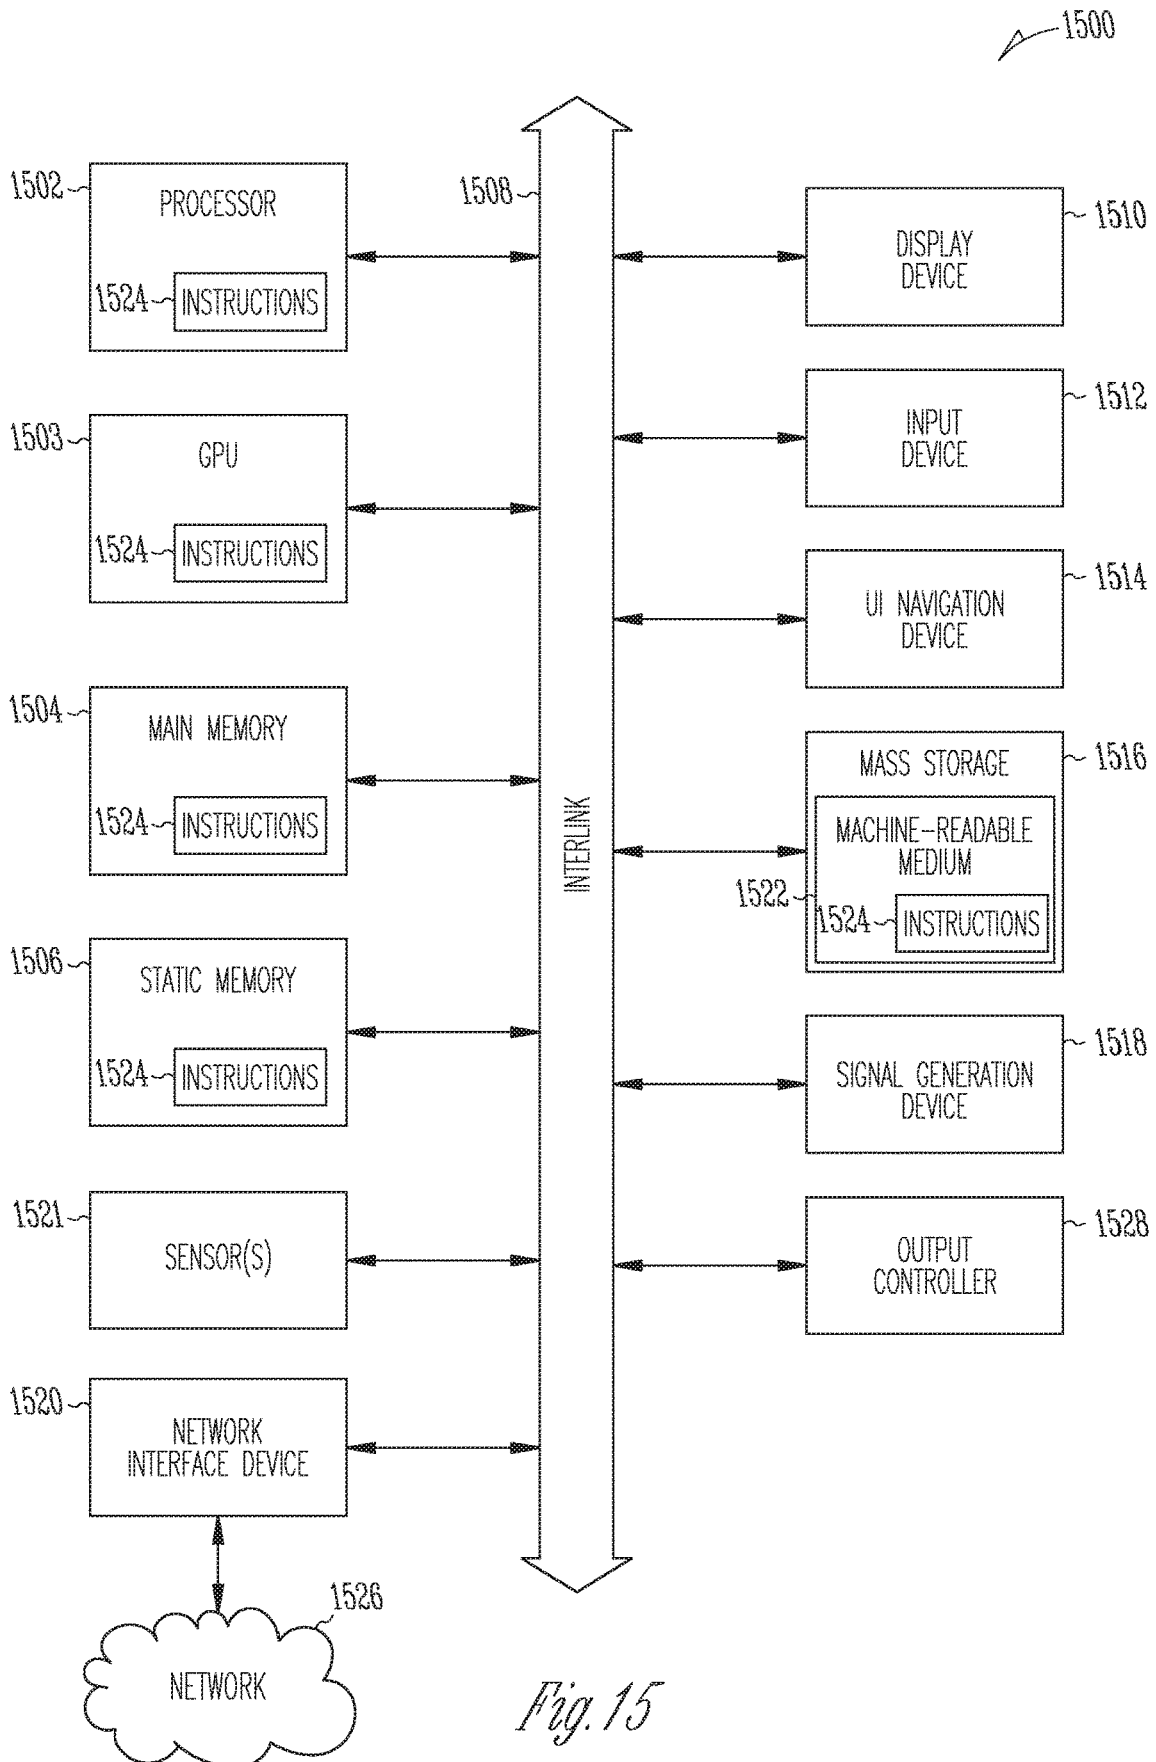 1500
1502
PROCESSOR
1524
INSTRUCTIONS
1503
GPU
1524
INSTRUCTIONS
1504
MAIN MEMORY
1524
INSTRUCTIONS
1506
STATIC MEMORY
1524
INSTRUCTIONS
1521
SENSOR(S)
1520
NETWORK
INTERFACE DEVICE
1526
NETWORK
1508
INTERLINK
1510
DISPLAY
DEVICE
1512
INPUT
DEVICE
1514
UI NAVIGATION
DEVICE
1516
MASS STORAGE
MACHINE-READABLE
MEDIUM
1522
1524
INSTRUCTIONS
1518
SIGNAL GENERATION
DEVICE
1528
OUTPUT
CONTROLLER
Fig. 15